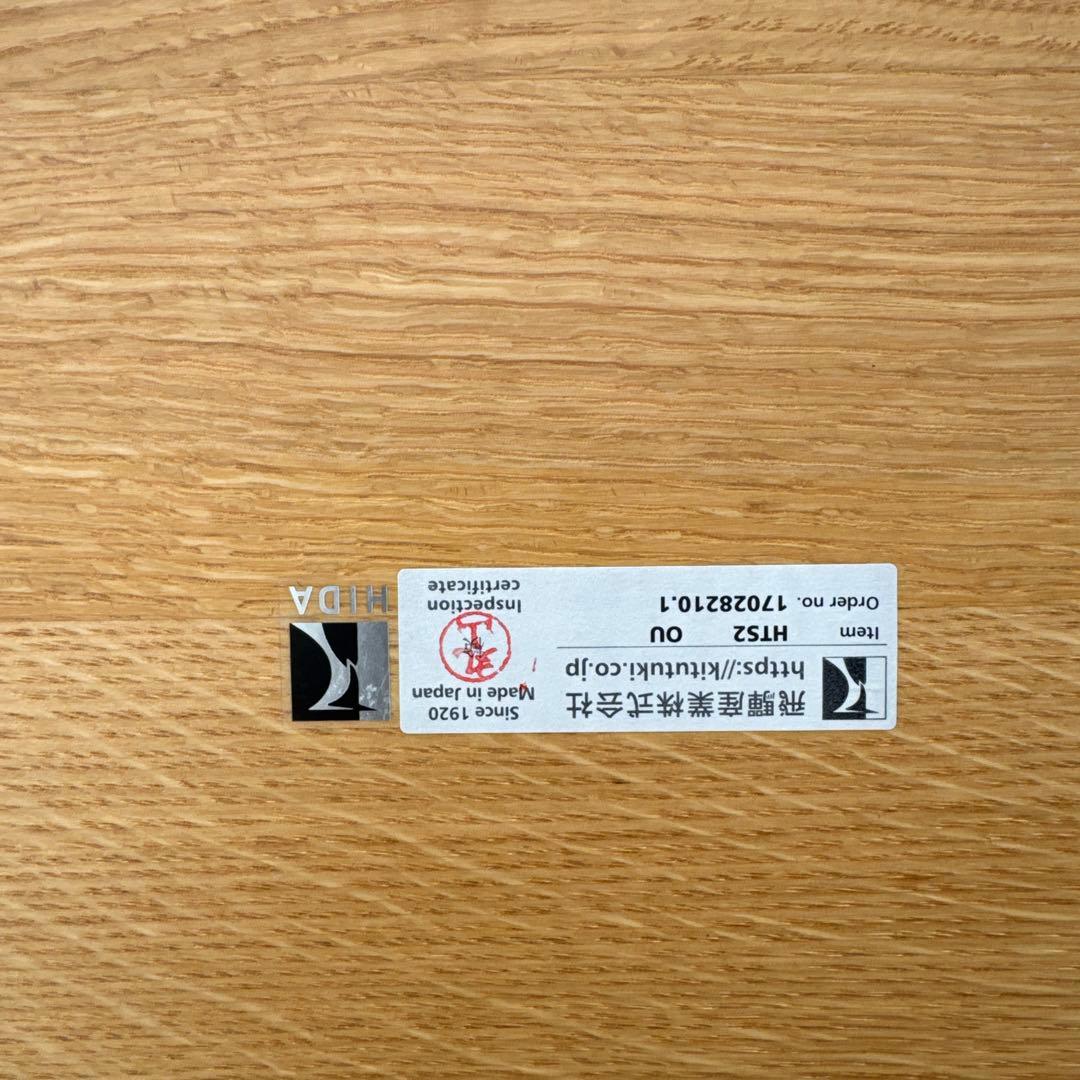 飛驒産業株式会社
https://kitutuki.co.jp
Item HTS2 OU
Order no. 17028210.1
Since 1920
Made in Japan
Inspection
certificate
HIDA